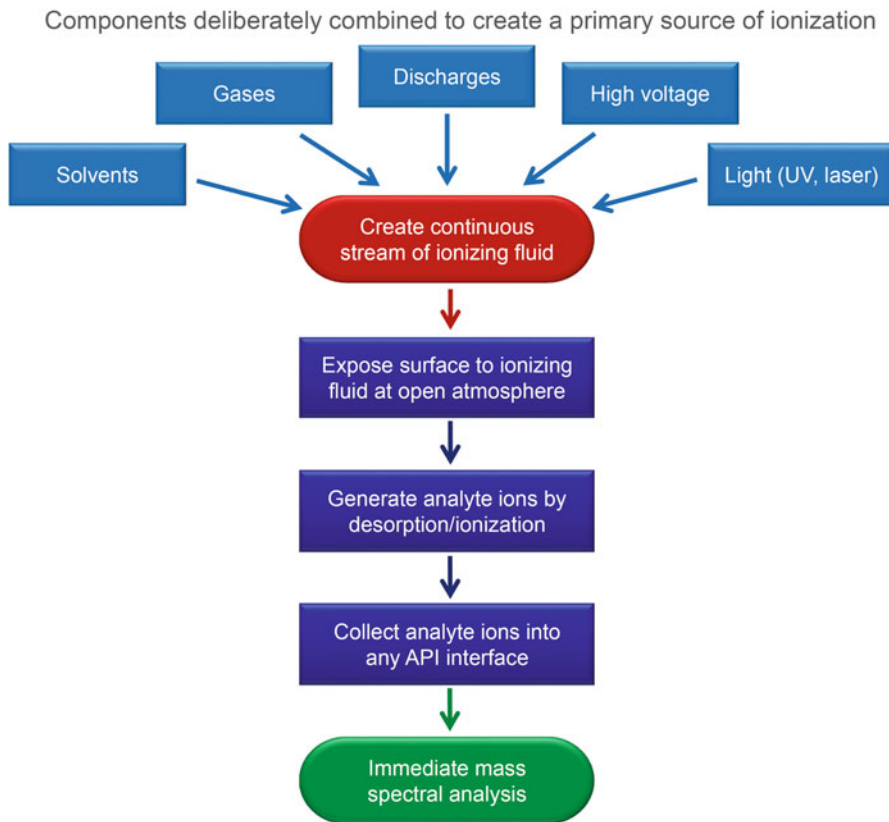 Components deliberately combined to create a primary source of ionization
Discharges
Gases
High voltage
Solvents
Light (UV, laser)
Create continuous
stream of ionizing fluid
Expose surface to ionizing
fluid at open atmosphere
Generate analyte ions by
desorption/ionization
Collect analyte ions into
any API interface
Immediate mass
spectral analysis